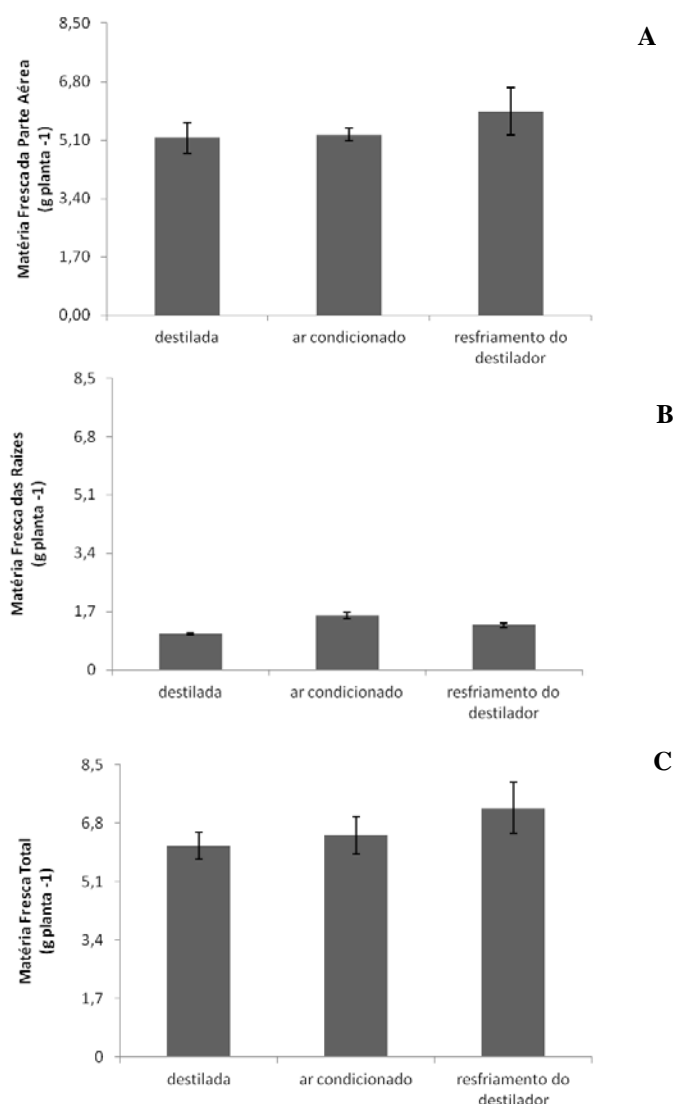 A
Matéria Fresca da Parte Aérea
(g planta -1)
8,50
6,80
5,10
3,40
1,70
0,00
destilada
ar condicionado
resfriamento do
destilador
B
Matéria Fresca das Raizes
(g planta -1)
8,5
6,8
5,1
3,4
1,7
0
destilada
ar condicionado
resfriamento do
destilador
C
Matéria Fresca Total
(g planta -1)
8,5
6,8
5,1
3,4
1,7
0
destilada
ar condicionado
resfriamento do
destilador